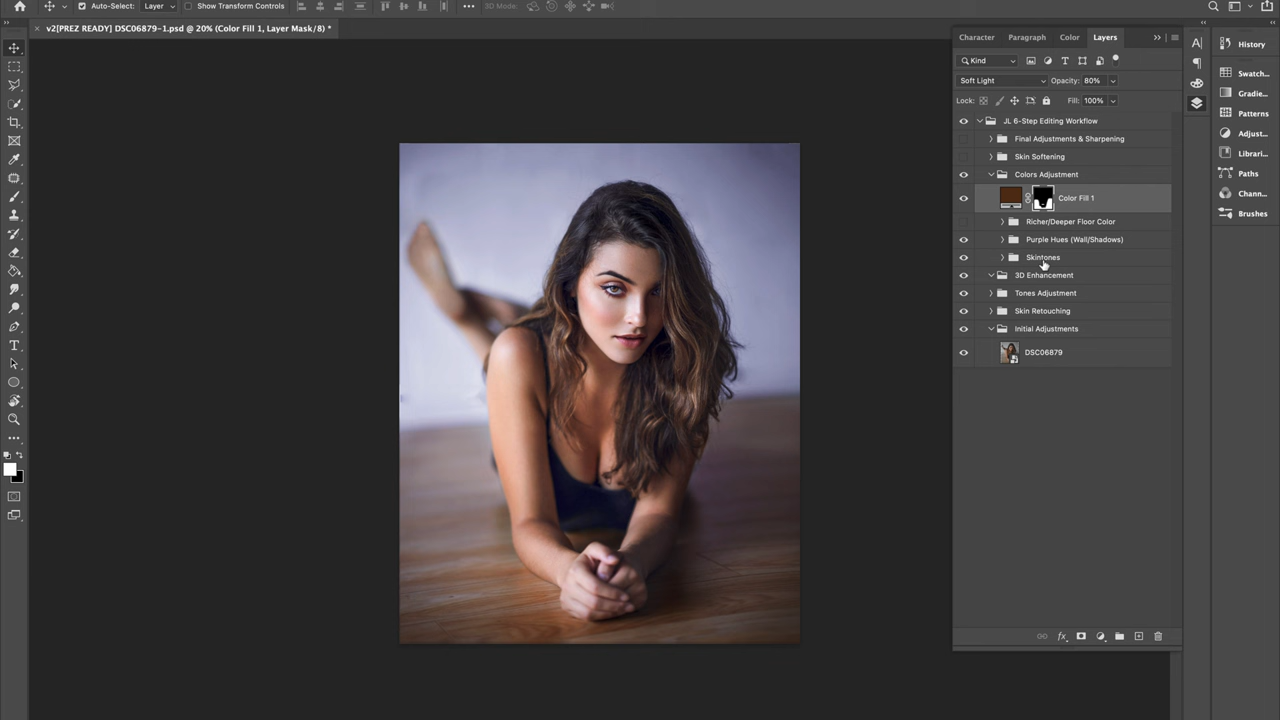 Auto-Select: Layer Show Transform Controls 3D Mode:
v2[PREZ READY] DSC06879-1.psd @ 20% (Color Fill 1, Layer Mask/8) *
Character Paragraph Color Layers
Kind
Soft Light Opacity: 80%
Lock: Fill: 100%
JL 6-Step Editing Workflow
Final Adjustments & Sharpening
Skin Softening
Colors Adjustment
Color Fill 1
Richer/Deeper Floor Color
Purple Hues (Wall/Shadows)
Skintones
3D Enhancement
Tones Adjustment
Skin Retouching
Initial Adjustments
DSC06879
fx
History
Swatch...
Gradie...
Patterns
Adjust...
Librari...
Paths
Chann...
Brushes